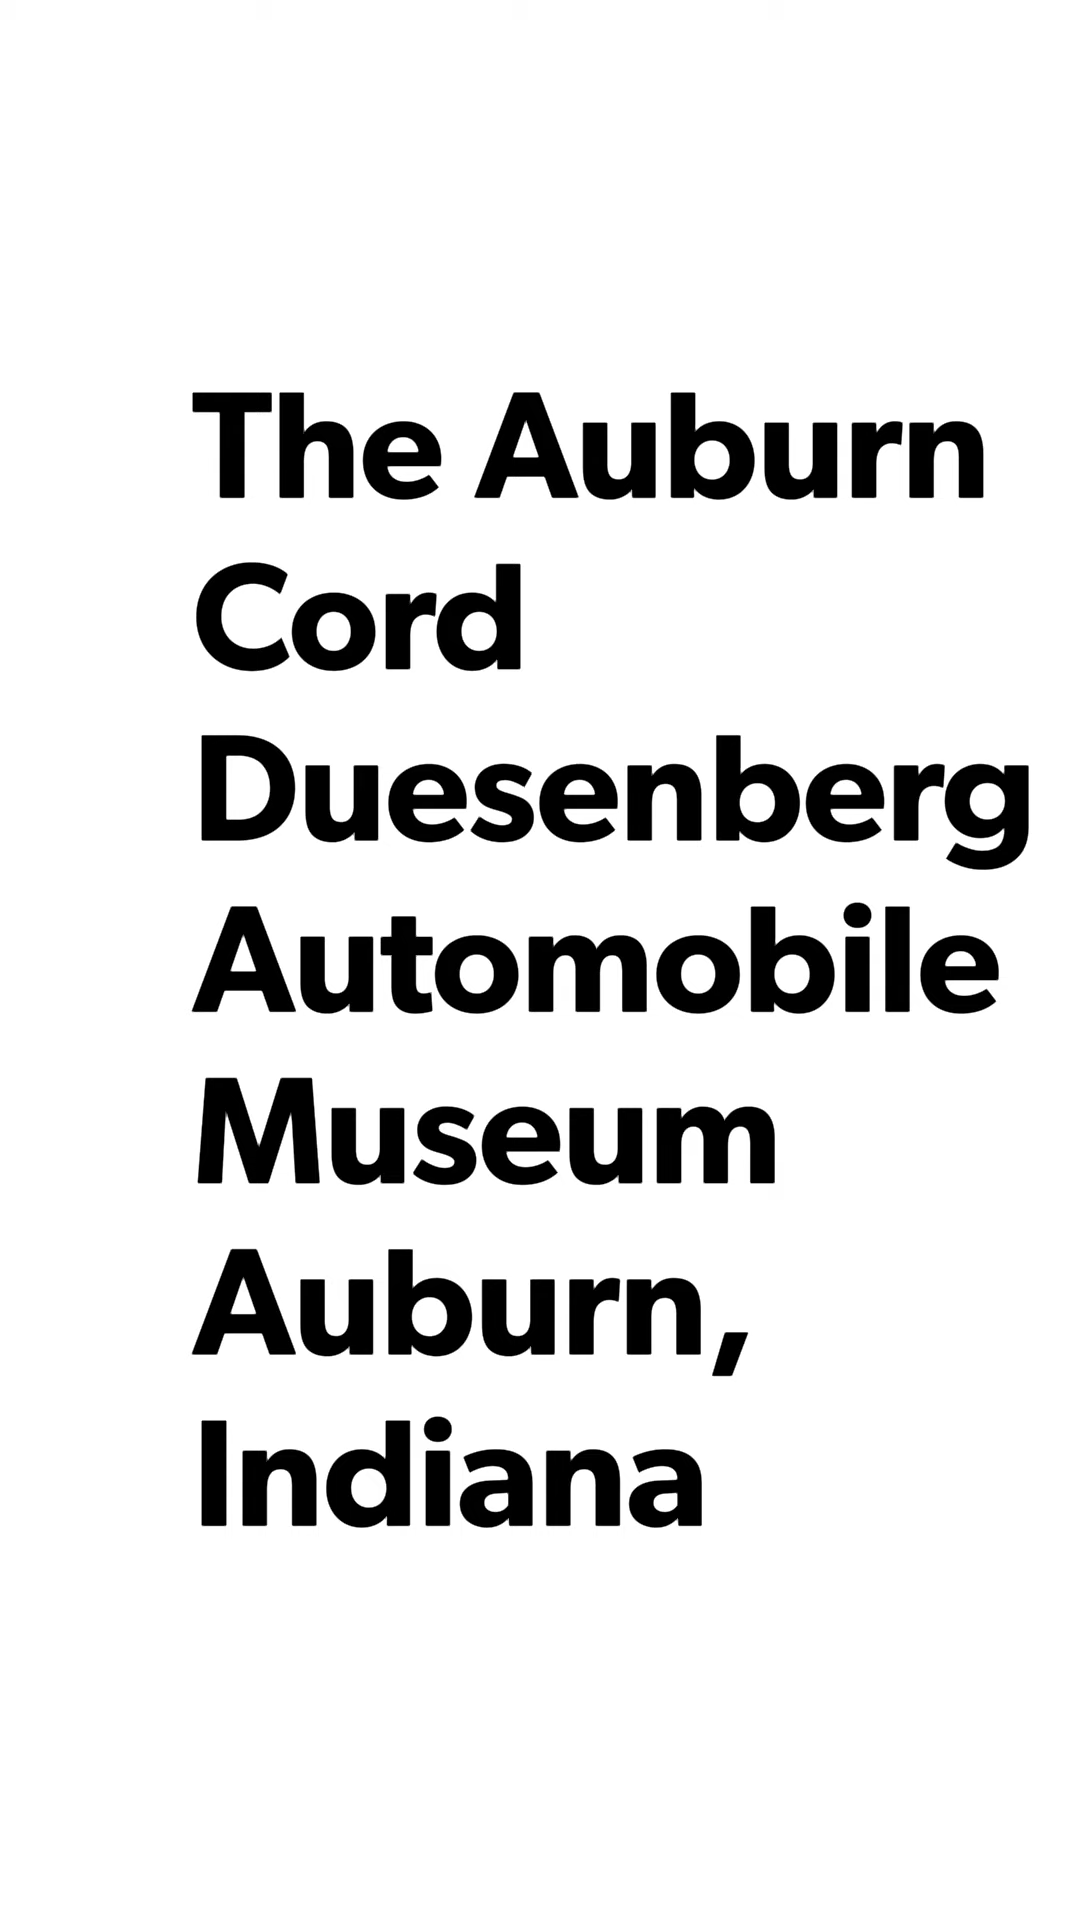 The Auburn
Cord
Duesenberg
Automobile
Museum
Auburn,
Indiana